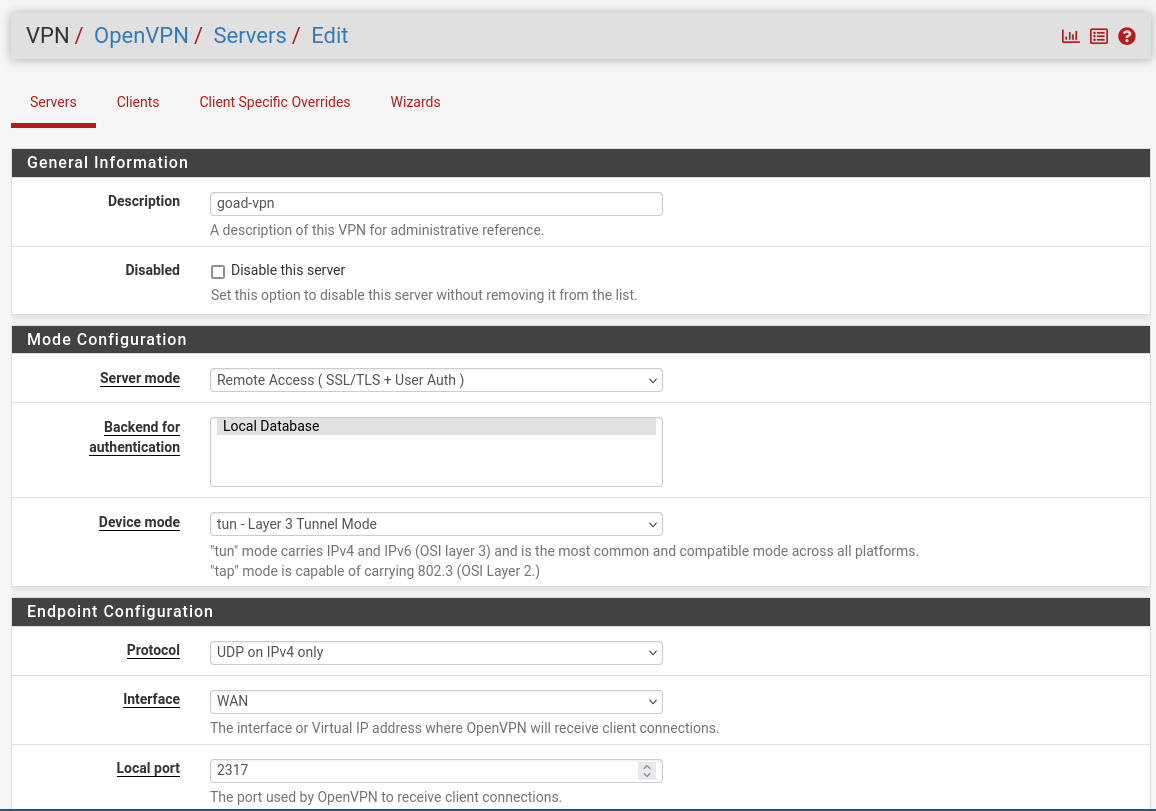 VPN / OpenVPN / Servers / Edit
Servers
Clients
Client Specific Overrides
Wizards
General Information
Description
goad-vpn
A description of this VPN for administrative reference.
Disabled
Disable this server
Set this option to disable this server without removing it from the list.
Mode Configuration
Server mode
Remote Access ( SSL/TLS + User Auth )
Backend for
authentication
Local Database
Device mode
tun - Layer 3 Tunnel Mode
"tun" mode carries IPv4 and IPv6 (OSI layer 3) and is the most common and compatible mode across all platforms.
"tap" mode is capable of carrying 802.3 (OSI Layer 2.)
Endpoint Configuration
Protocol
UDP on IPv4 only
Interface
WAN
The interface or Virtual IP address where OpenVPN will receive client connections.
Local port
2317
The port used by OpenVPN to receive client connections.